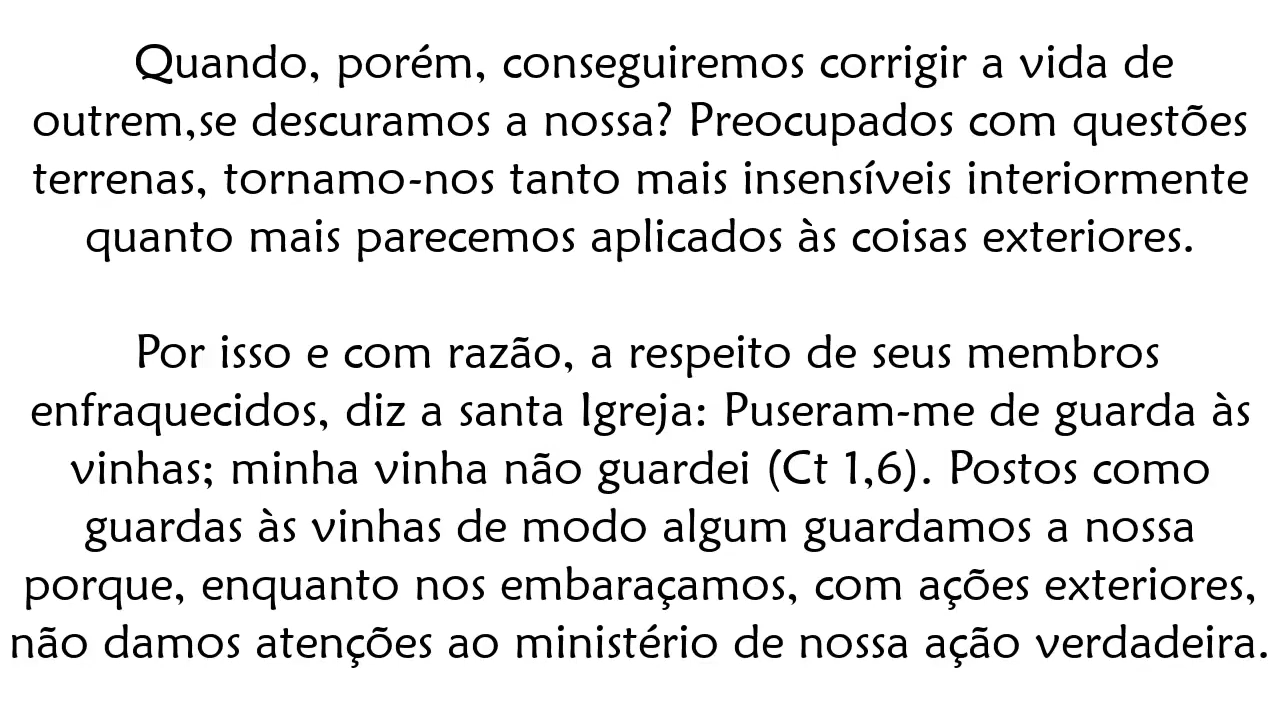 Quando, porém, conseguiremos corrigir a vida de
outrem,se descuramos a nossa? Preocupados com questões
terrenas, tornamo-nos tanto mais insensíveis interiormente
quanto mais parecemos aplicados às coisas exteriores.
Por isso e com razão, a respeito de seus membros
enfraquecidos, diz a santa Igreja: Puseram-me de guarda às
vinhas; minha vinha não guardei (Ct 1,6). Postos como
guardas às vinhas de modo algum guardamos a nossa
porque, enquanto nos embaraçamos, com ações exteriores,
não damos atenções ao ministério de nossa ação verdadeira.